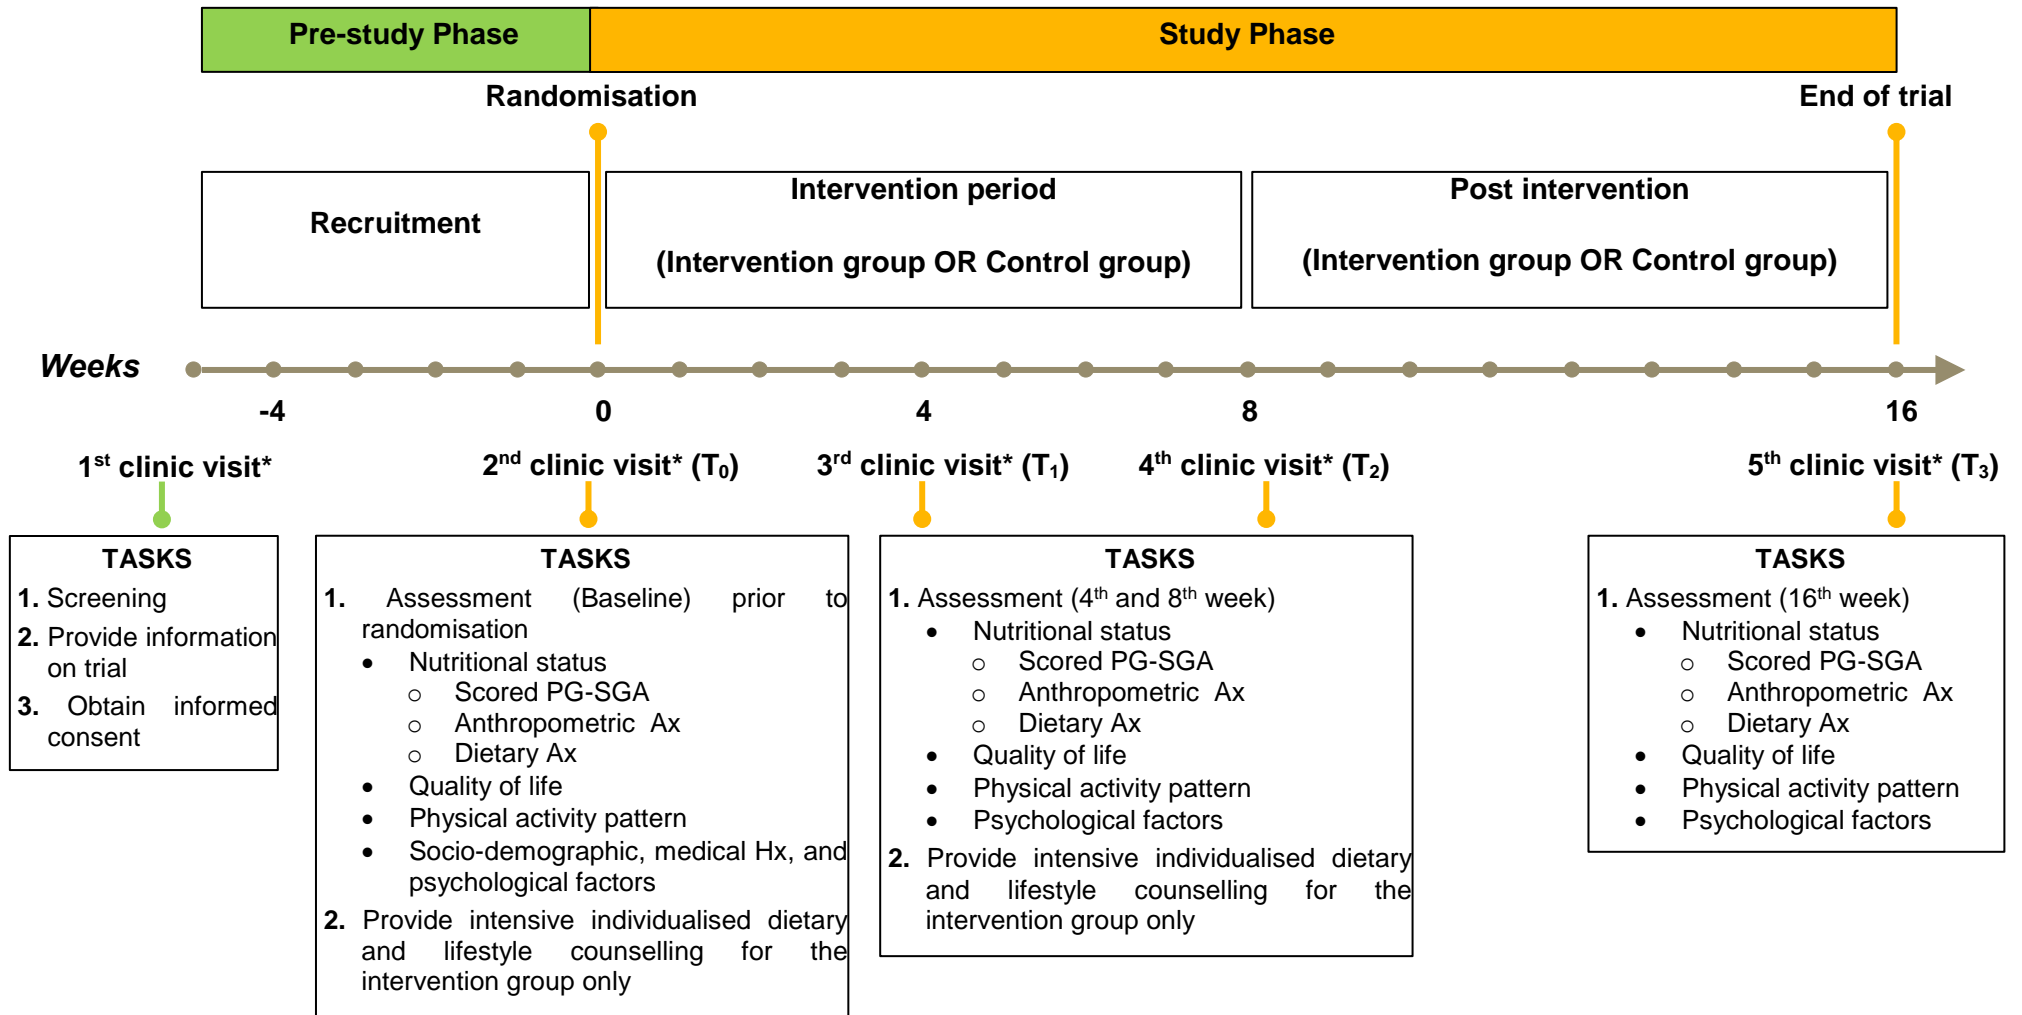 Pre-study Phase
Study Phase
Randomisation
End of trial
Recruitment
Intervention period
(Intervention group OR Control group)
Post intervention
(Intervention group OR Control group)
Weeks
-4
0
4
8
16
1st clinic visit*
2nd clinic visit* (T0)
3rd clinic visit* (T1)
4th clinic visit* (T2)
5th clinic visit* (T3)
TASKS
1. Screening
2. Provide information
on trial
3. Obtain informed
consent
TASKS
1. Assessment (Baseline) prior to
randomisation
• Nutritional status
o Scored PG-SGA
o Anthropometric Ax
o Dietary Ax
• Quality of life
• Physical activity pattern
• Socio-demographic, medical Hx, and
psychological factors
2. Provide intensive individualised dietary
and lifestyle counselling for the
intervention group only
TASKS
1. Assessment (4th and 8th week)
• Nutritional status
o Scored PG-SGA
o Anthropometric Ax
o Dietary Ax
• Quality of life
• Physical activity pattern
• Psychological factors
2. Provide intensive individualised dietary
and lifestyle counselling for the
intervention group only
TASKS
1. Assessment (16th week)
• Nutritional status
o Scored PG-SGA
o Anthropometric Ax
o Dietary Ax
• Quality of life
• Physical activity pattern
• Psychological factors